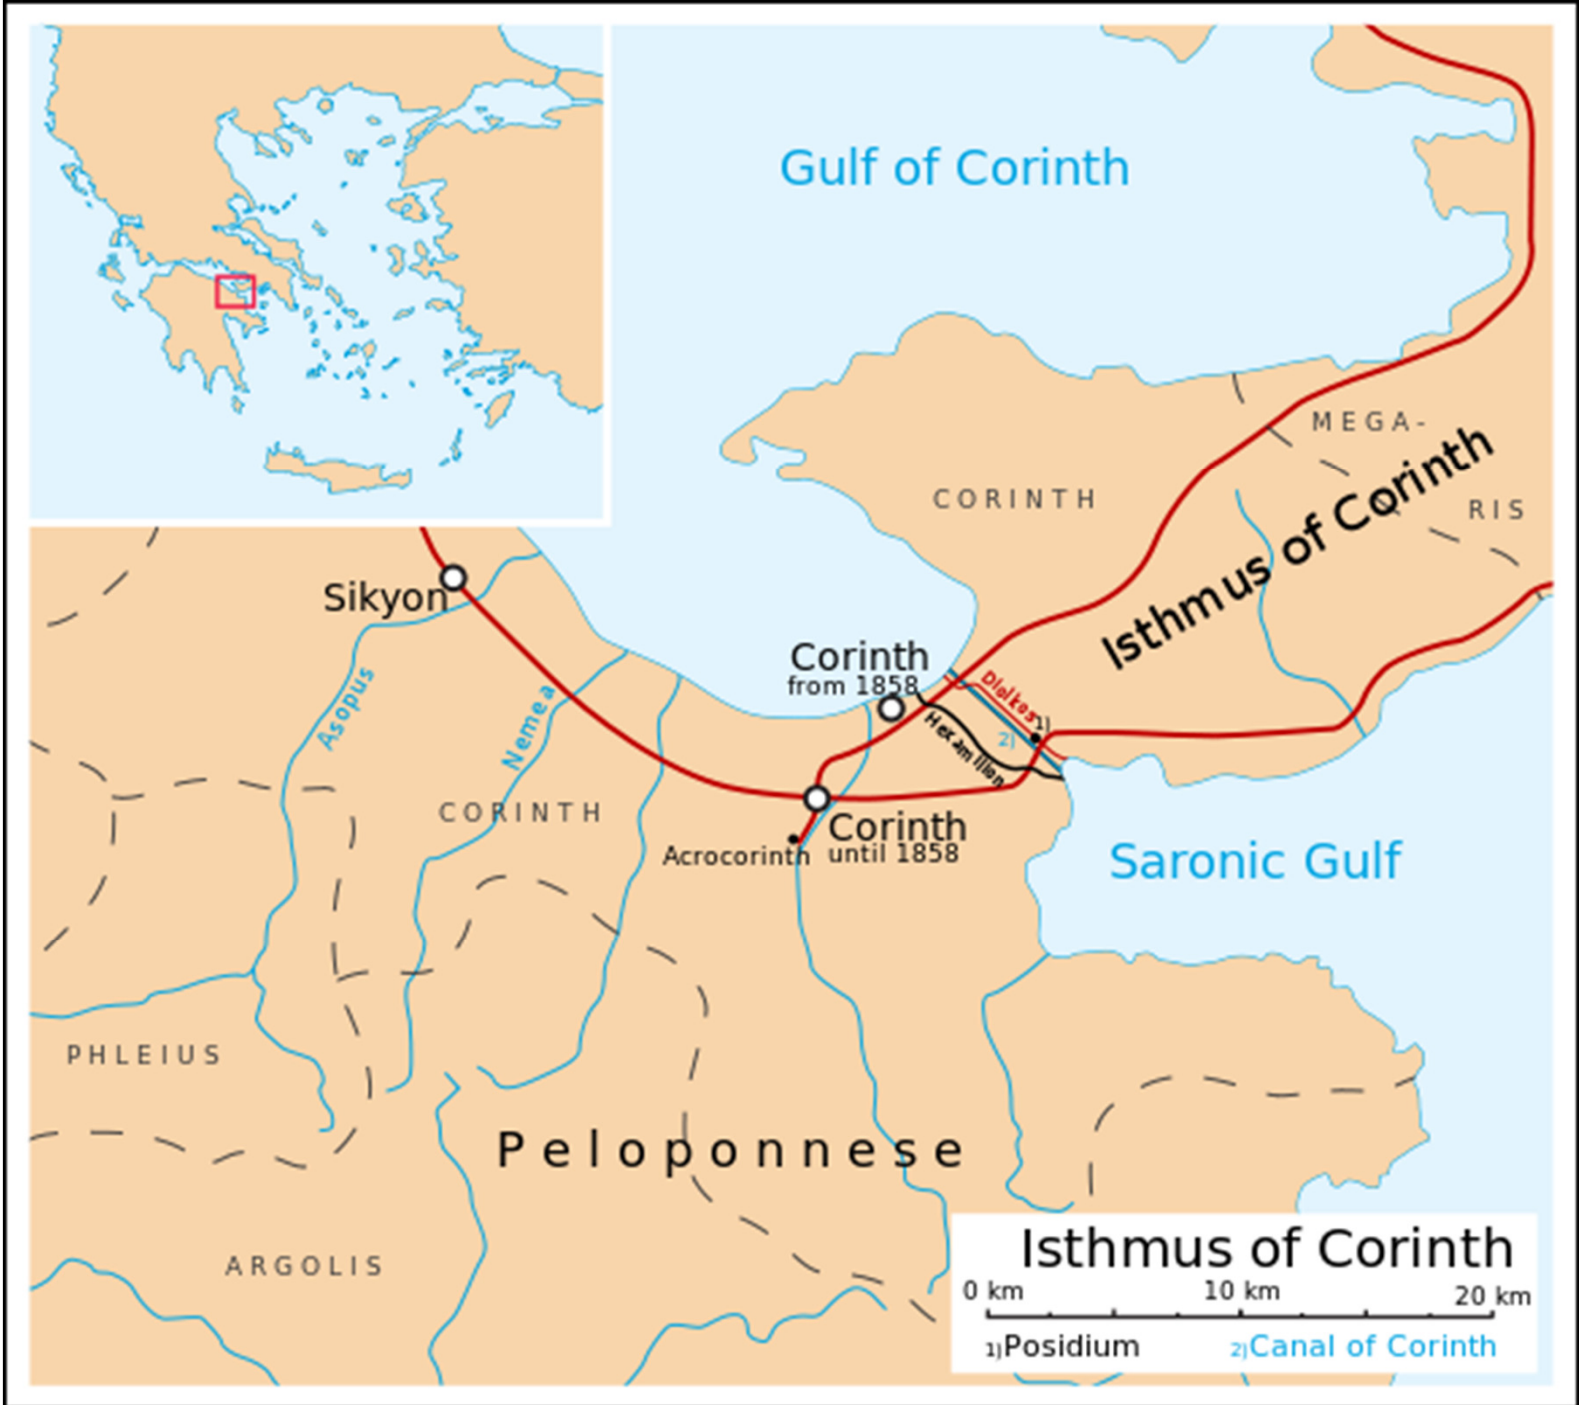 Gulf of Corinth
MEGA-
RIS
CORINTH
Isthmus of Corinth
Sikyon
Corinth
from 1858
Diolkos
1)
2)
Hexamilion
Asopus
Nemea
CORINTH
Corinth
until 1858
Acrocorinth
Saronic Gulf
PHLEIUS
Peloponnese
ARGOLIS
Isthmus of Corinth
0 km 10 km 20 km
1)Posidium 2)Canal of Corinth